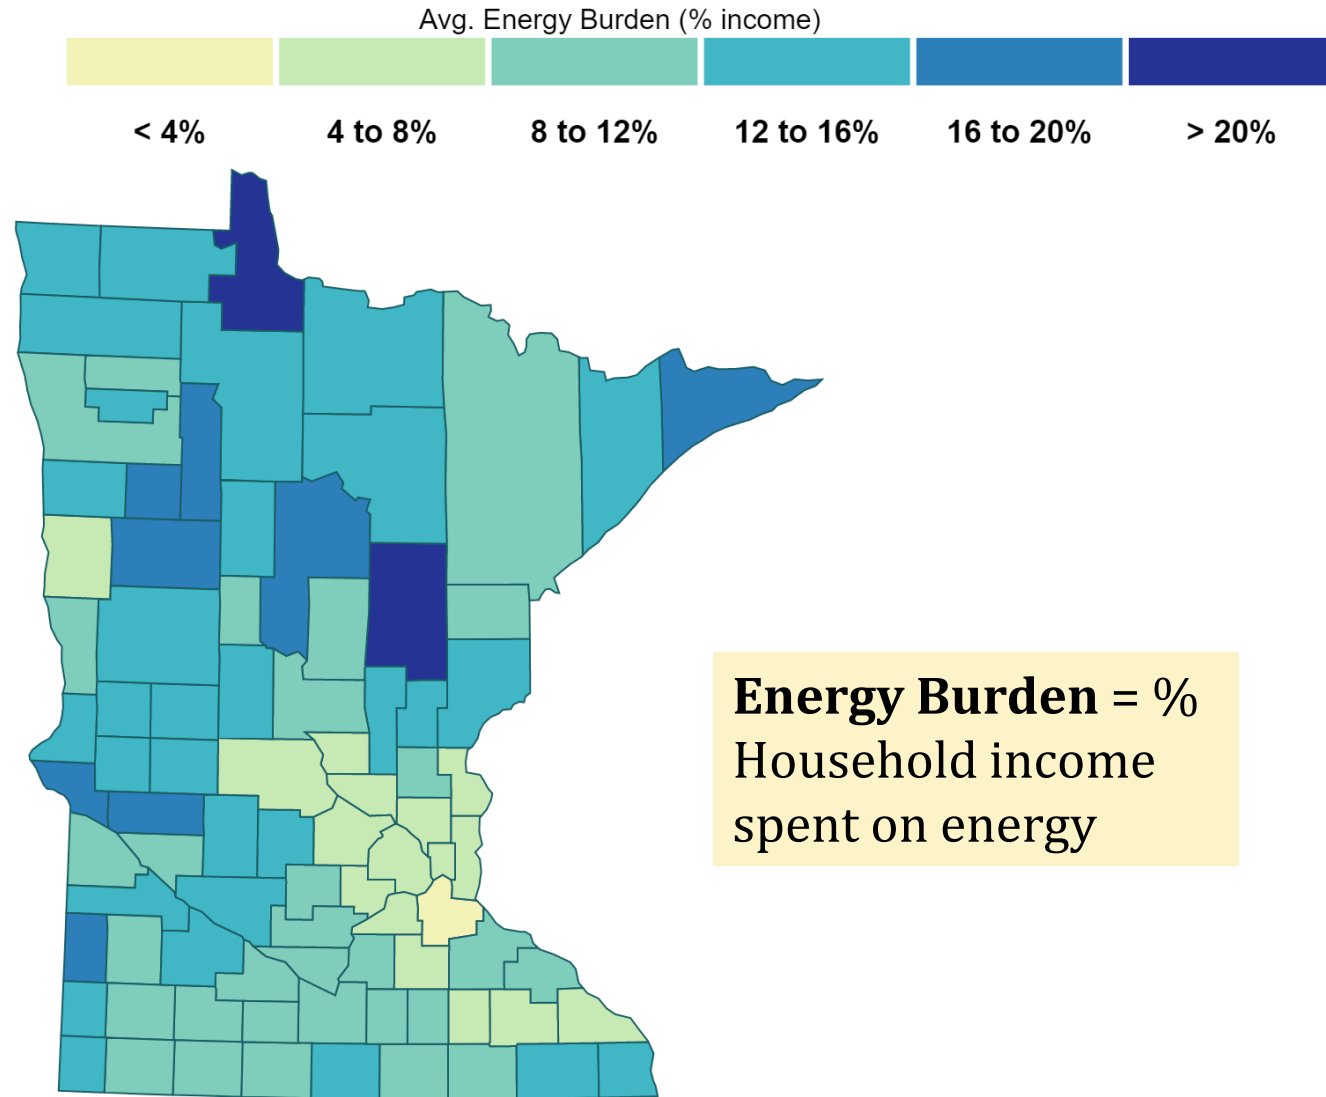 Avg. Energy Burden (% income)
< 4%
4 to 8%
8 to 12%
12 to 16%
16 to 20%
> 20%
Energy Burden = %
Household income
spent on energy